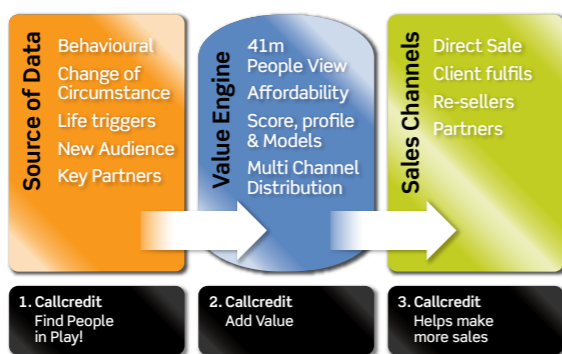 Source of Data
Behavioural
Change of
Circumstance
Life triggers
New Audience
Key Partners
Value Engine
41m
People View
Affordability
Score, profile
& Models
Multi Channel
Distribution
Sales Channels
Direct Sale
Client fulfils
Re-sellers
Partners
1. Callcredit
Find People
in Play!
2. Callcredit
Add Value
3. Callcredit
Helps make
more sales